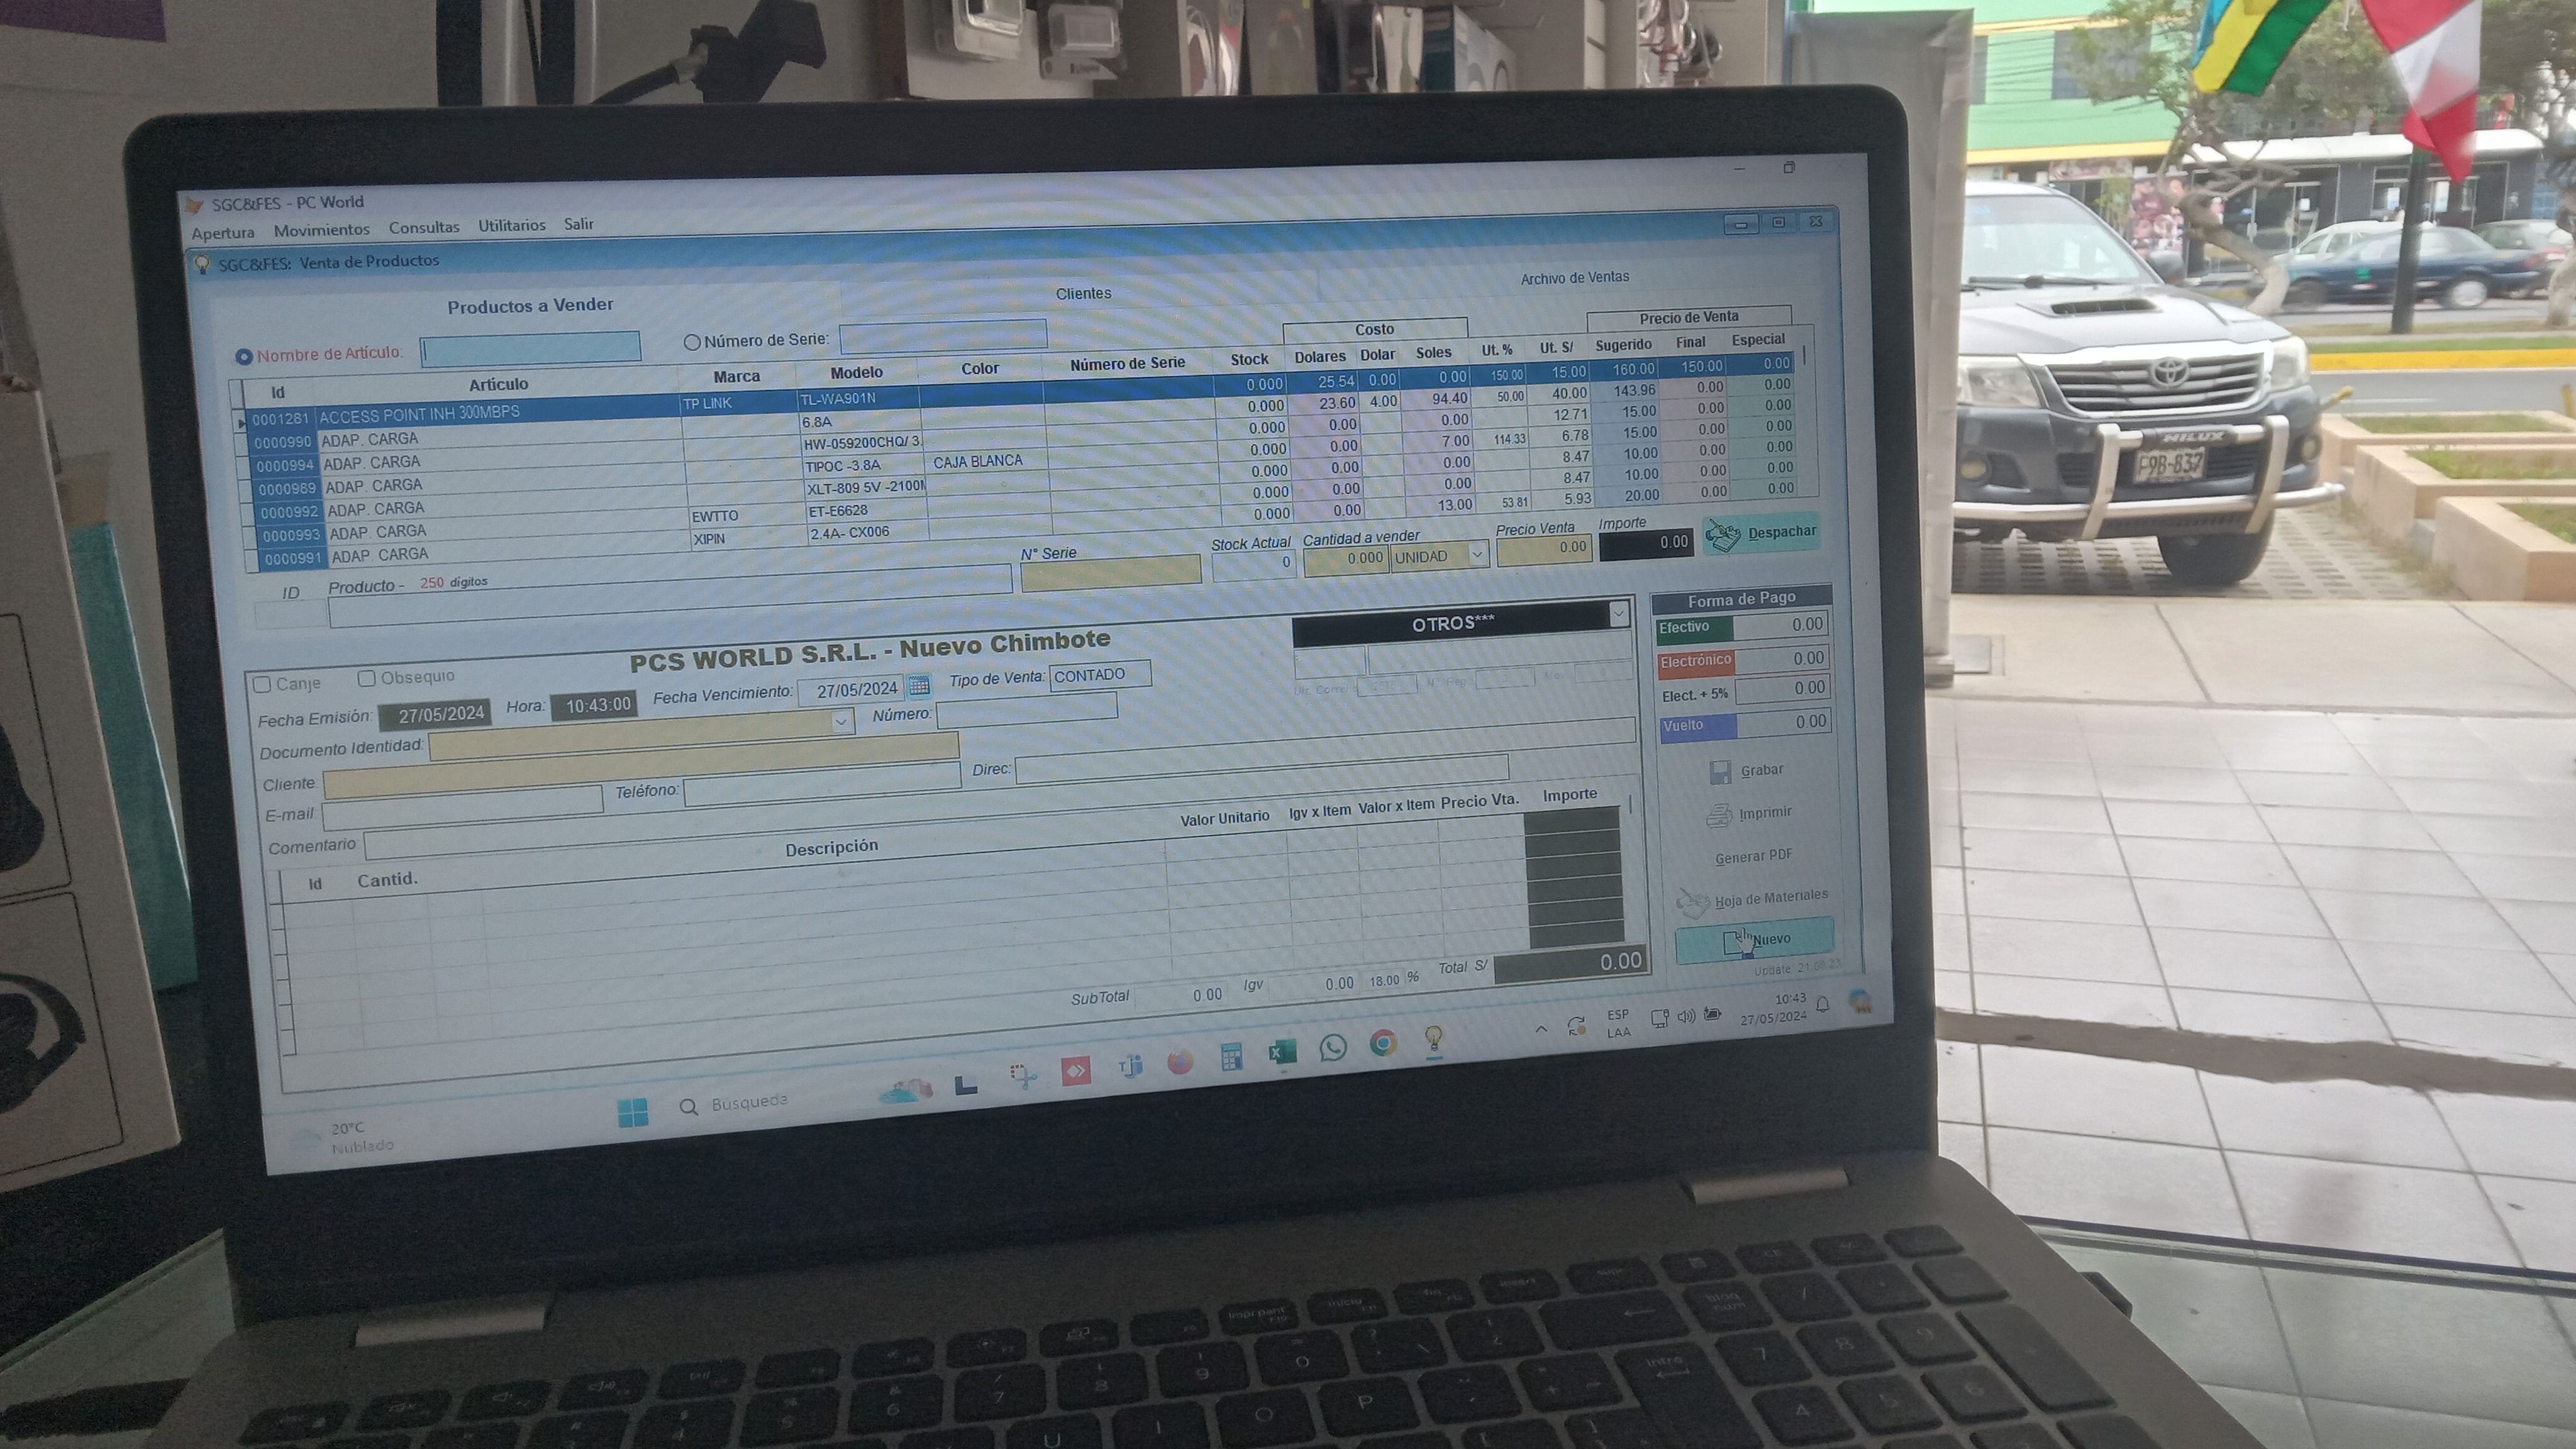 SGC&FES - PC World
Apertura Movimientos Consultas Utilitarios Salir
SGC&FES: Venta de Productos
Productos a Vender Clientes Archivo de Ventas
Nombre de Artículo: Número de Serie: Costo Precio de Venta
Id Articulo Marca Modelo Color Número de Serie Stock Dolares Dolar Soles Ut. % Ut. S/ Sugerido Final Especial
0001281 ACCESS POINT INH 300MBPS TP LINK TL-WA901N 0.000 25.54 0.00 0.00 150.00 15.00 160.00 150.00 0.00
0000990 ADAP. CARGA 6.8A 0.000 23.60 4.00 94.40 50.00 40.00 143.96 0.00 0.00
0000994 ADAP. CARGA HW-059200CHQ/ 3. 0.000 0.00 0.00 12.71 15.00 0.00 0.00
0000989 ADAP. CARGA TIPOC -3.8A CAJA BLANCA 0.000 0.00 7.00 114.33 6.78 15.00 0.00 0.00
0000992 ADAP. CARGA XLT-809 5V -2100 0.000 0.00 0.00 8.47 10.00 0.00 0.00
0000993 ADAP. CARGA EWTTO ET-E6628 0.000 0.00 0.00 8.47 10.00 0.00 0.00
0000991 ADAP. CARGA XIPIN 2.4A- CX006 0.000 0.00 13.00 53.81 5.93 20.00 0.00 0.00
ID Producto - 250 dígitos N° Serie Stock Actual Cantidad a vender Precio Venta Importe
0 0.000 UNIDAD 0.00 0.00 Despachar
PCS WORLD S.R.L. - Nuevo Chimbote OTROS***
Canje Obsequio
Fecha Emisión: 27/05/2024 Hora: 10:43:00 Fecha Vencimiento: 27/05/2024 Tipo de Venta: CONTADO
Documento Identidad: Número:
Cliente
Direc:
E-mail Teléfono:
Comentario
Id Cantid. Descripción Valor Unitario Igv x Item Valor x Item Precio Vta. Importe
SubTotal 0.00 Igv 0.00 18.00 % Total S/ 0.00
Forma de Pago
Efectivo 0.00
Electrónico 0.00
Elect. + 5% 0.00
Vuelto 0.00
Grabar
Imprimir
Generar PDF
Hoja de Materiales
Nuevo
Update
20°C
Nublado
Búsqueda
ESP
LAA
10:43
27/05/2024
HILUX
F9B-837